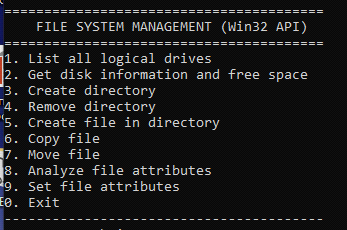 ========================================
FILE SYSTEM MANAGEMENT (Win32 API)
========================================
1. List all logical drives
2. Get disk information and free space
3. Create directory
4. Remove directory
5. Create file in directory
6. Copy file
7. Move file
8. Analyze file attributes
9. Set file attributes
0. Exit
----------------------------------------